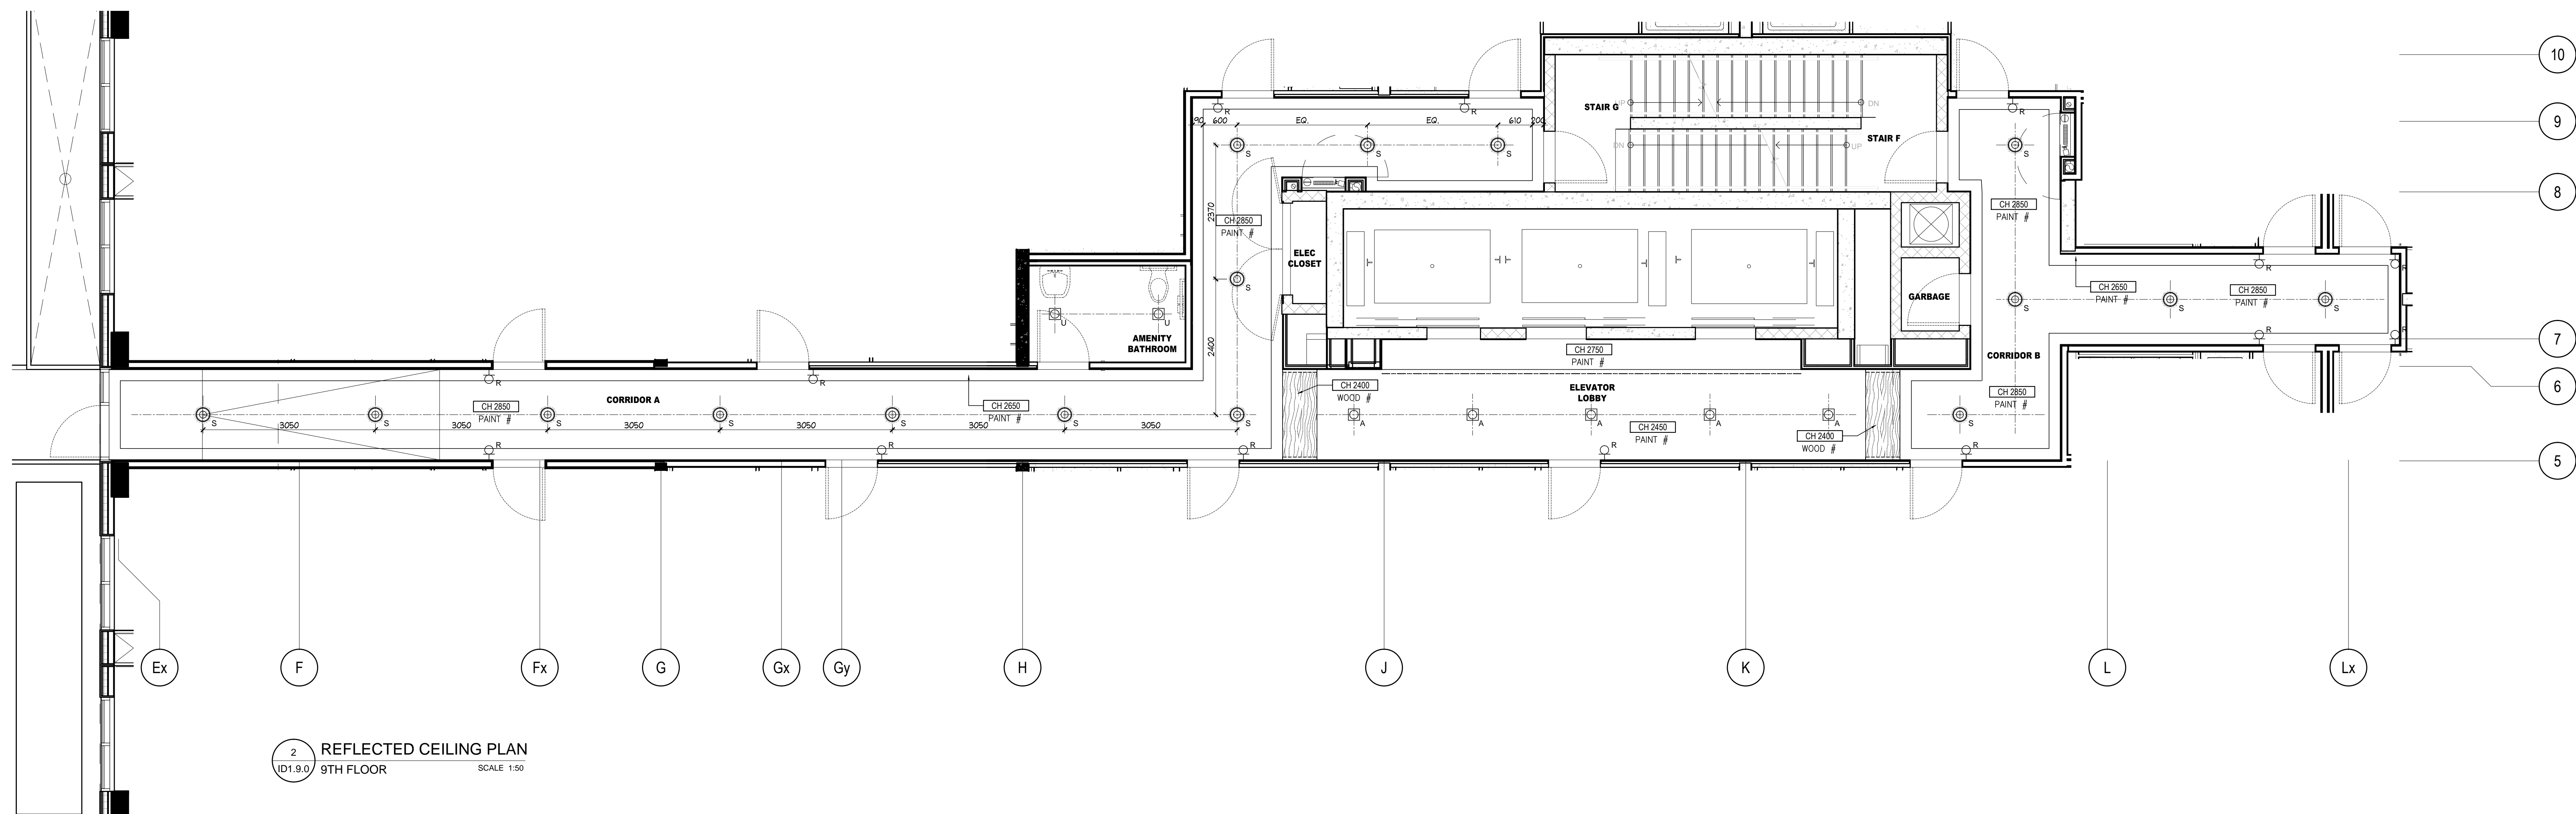 10
9
8
7
6
5
STAIR G
UP
DN
STAIR F
DN
UP
R
R
R
90
600
EQ.
EQ.
610
200
S
S
S
S
2370
CH 2850
PAINT #
CH 2850
PAINT #
ELEC
CLOSET
S
2400
GARBAGE
R
R
CH 2650
PAINT #
CH 2850
PAINT #
S
S
S
U
U
AMENITY
BATHROOM
R
R
CH 2750
PAINT #
CORRIDOR B
R
R
CH 2400
WOOD #
ELEVATOR
LOBBY
CH 2850
PAINT #
CORRIDOR A
CH 2850
PAINT #
CH 2650
PAINT #
S
S
S
S
S
S
S
A
A
A
A
A
S
3050
3050
3050
3050
3050
3050
CH 2450
PAINT #
CH 2400
WOOD #
R
R
R
R
R
Ex
F
Fx
G
Gx
Gy
H
J
K
L
Lx
2
ID1.9.0
REFLECTED CEILING PLAN
9TH FLOOR
SCALE 1:50